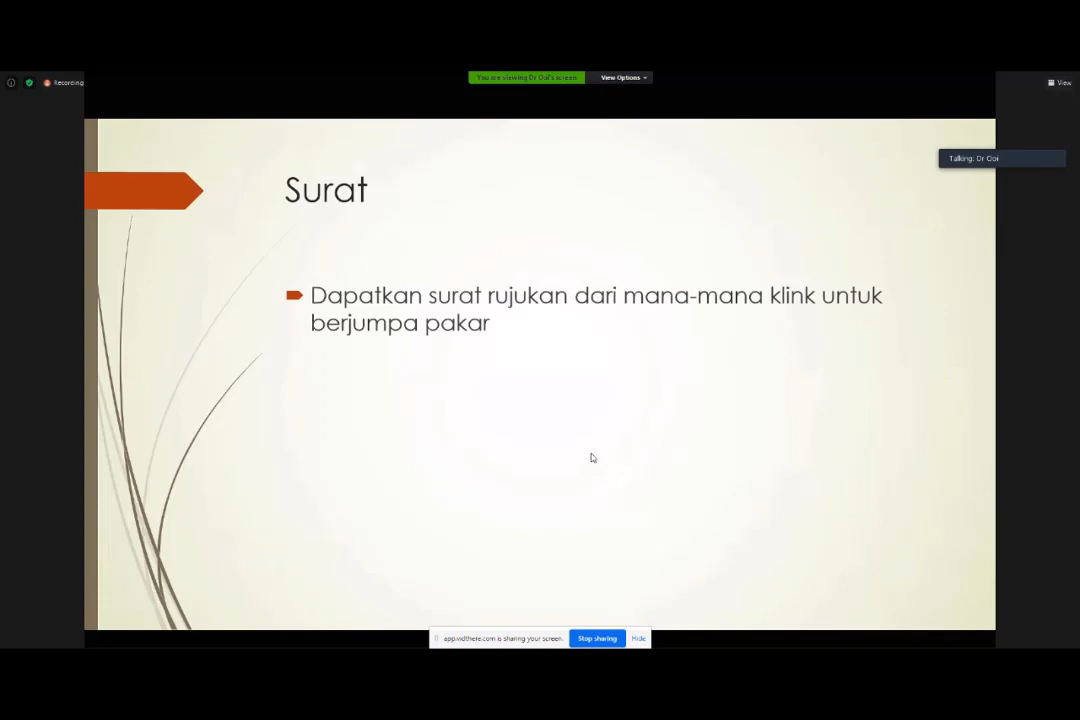 You are viewing Dr Ooi's screen
View Options
Recording
View
Talking: Dr Ooi
Surat
Dapatkan surat rujukan dari mana-mana klink untuk
berjumpa pakar
app.vidthere.com is sharing your screen.
Stop sharing
Hide